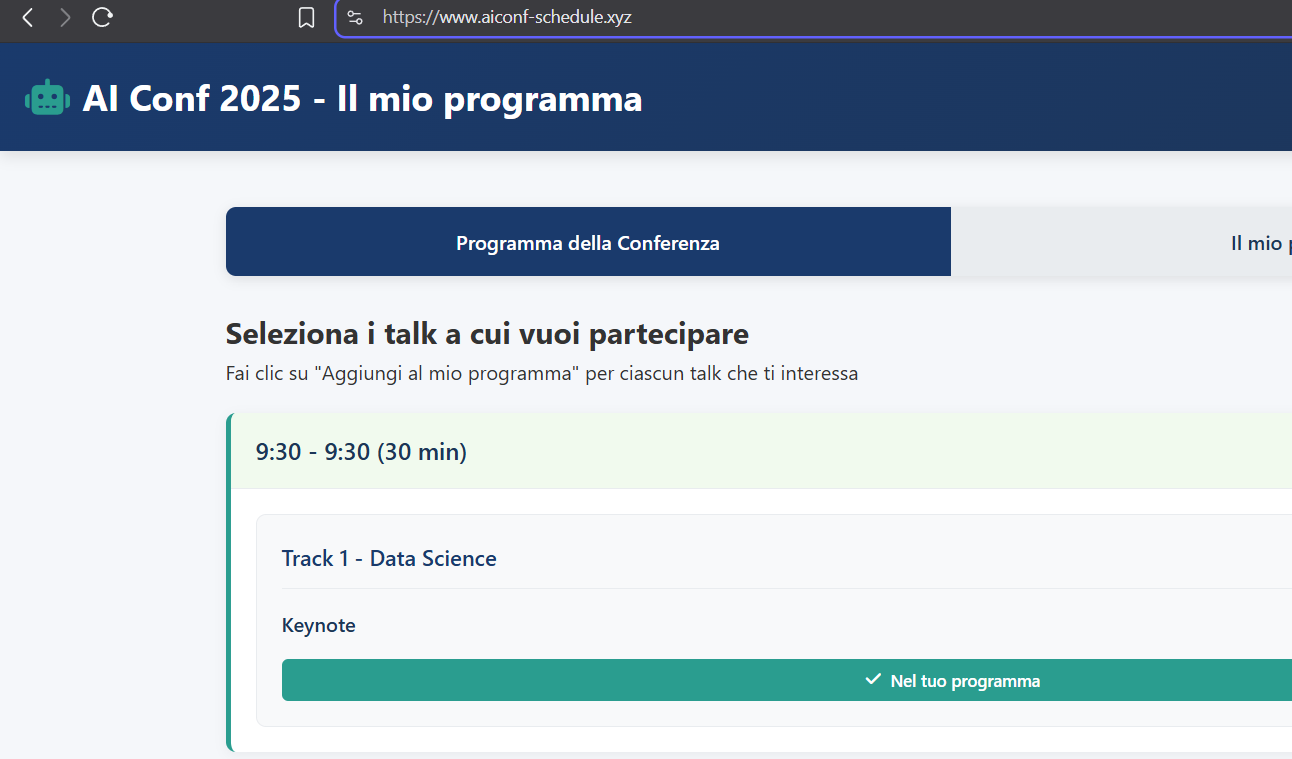 https://www.aiconf-schedule.xyz
AI Conf 2025 - Il mio programma
Programma della Conferenza
Il mio
Seleziona i talk a cui vuoi partecipare
Fai clic su "Aggiungi al mio programma" per ciascun talk che ti interessa
9:30 - 9:30 (30 min)
Track 1 - Data Science
Keynote
Nel tuo programma